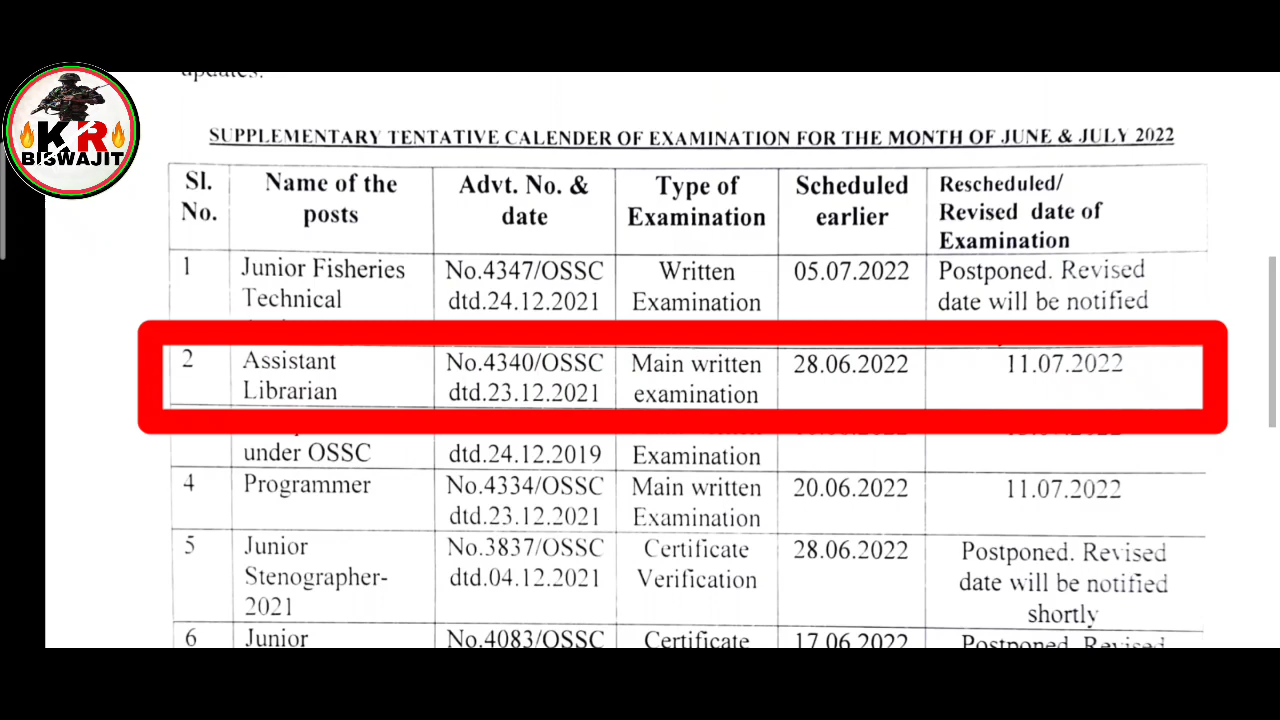 updates.
KR
BISWAJIT
SUPPLEMENTARY TENTATIVE CALENDER OF EXAMINATION FOR THE MONTH OF JUNE & JULY 2022
Sl. No. Name of the posts Advt. No. & date Type of Examination Scheduled earlier Rescheduled/ Revised date of Examination
1 Junior Fisheries Technical No.4347/OSSC dtd.24.12.2021 Written Examination 05.07.2022 Postponed. Revised date will be notified
2 Assistant Librarian No.4340/OSSC dtd.23.12.2021 Main written examination 28.06.2022 11.07.2022
under OSSC dtd.24.12.2019 Examination
4 Programmer No.4334/OSSC dtd.23.12.2021 Main written Examination 20.06.2022 11.07.2022
5 Junior Stenographer- 2021 No.3837/OSSC dtd.04.12.2021 Certificate Verification 28.06.2022 Postponed. Revised date will be notified shortly
6 Junior No.4083/OSSC Certificate 17.06.2022 Postponed. Revised